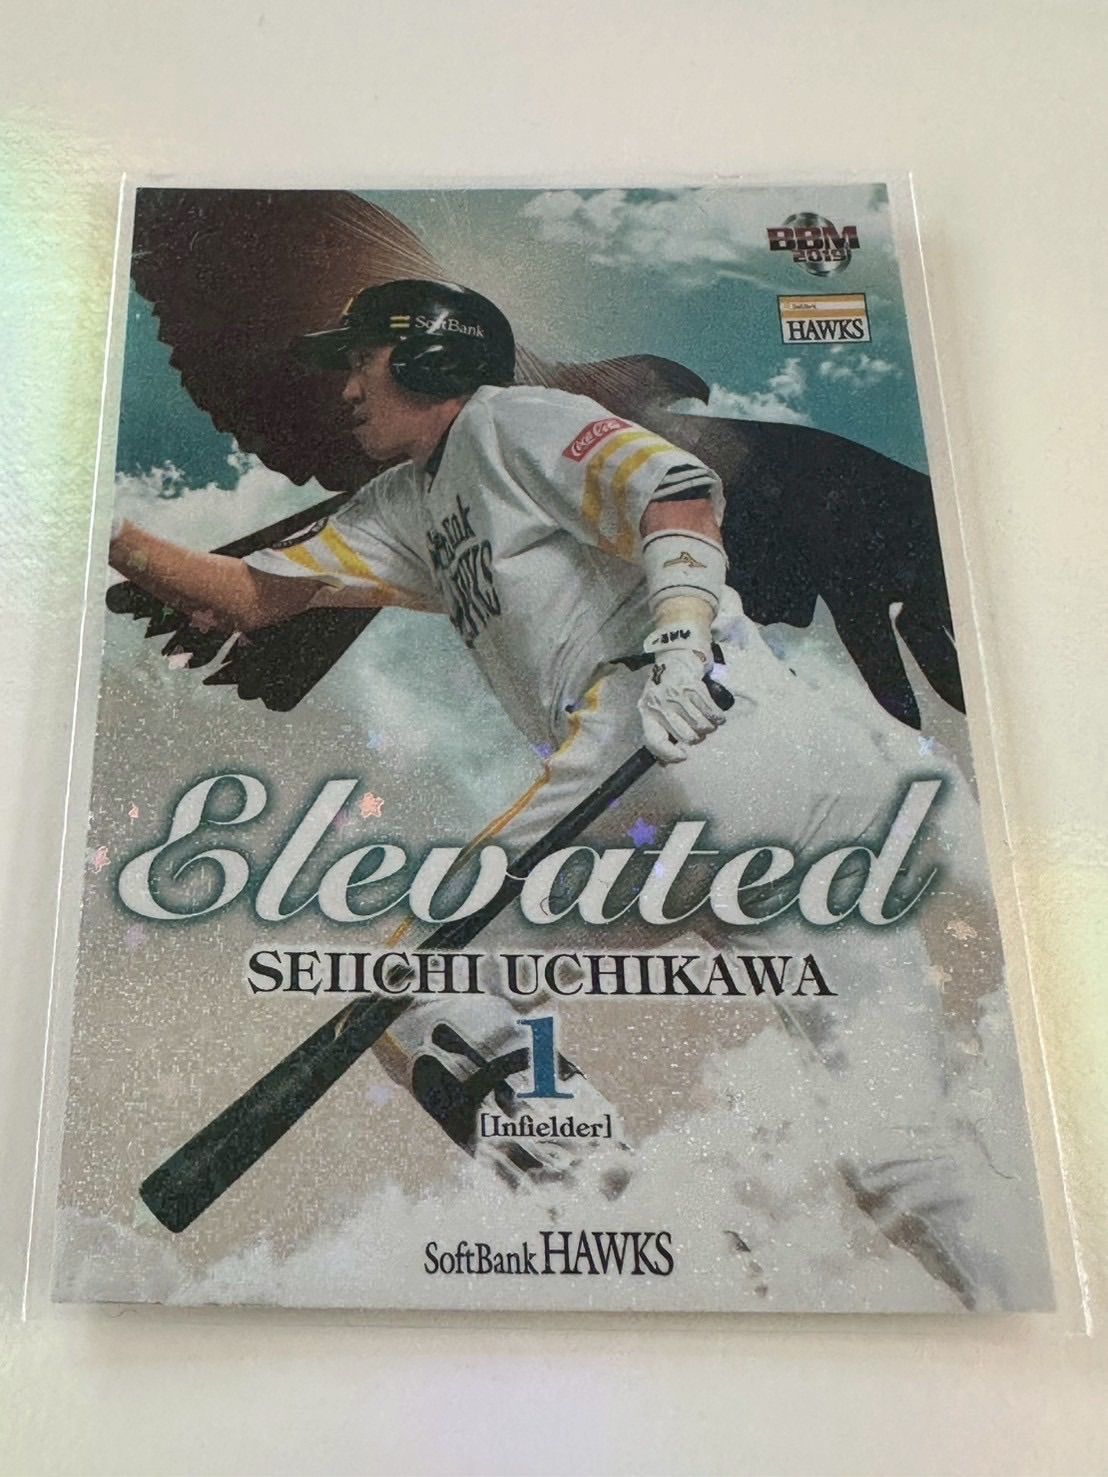 BBM
2019
SoftBank
HAWKS
SoftBank
Coca-Cola
Elevated
SEIICHI UCHIKAWA
1
[Infielder]
SoftBank HAWKS